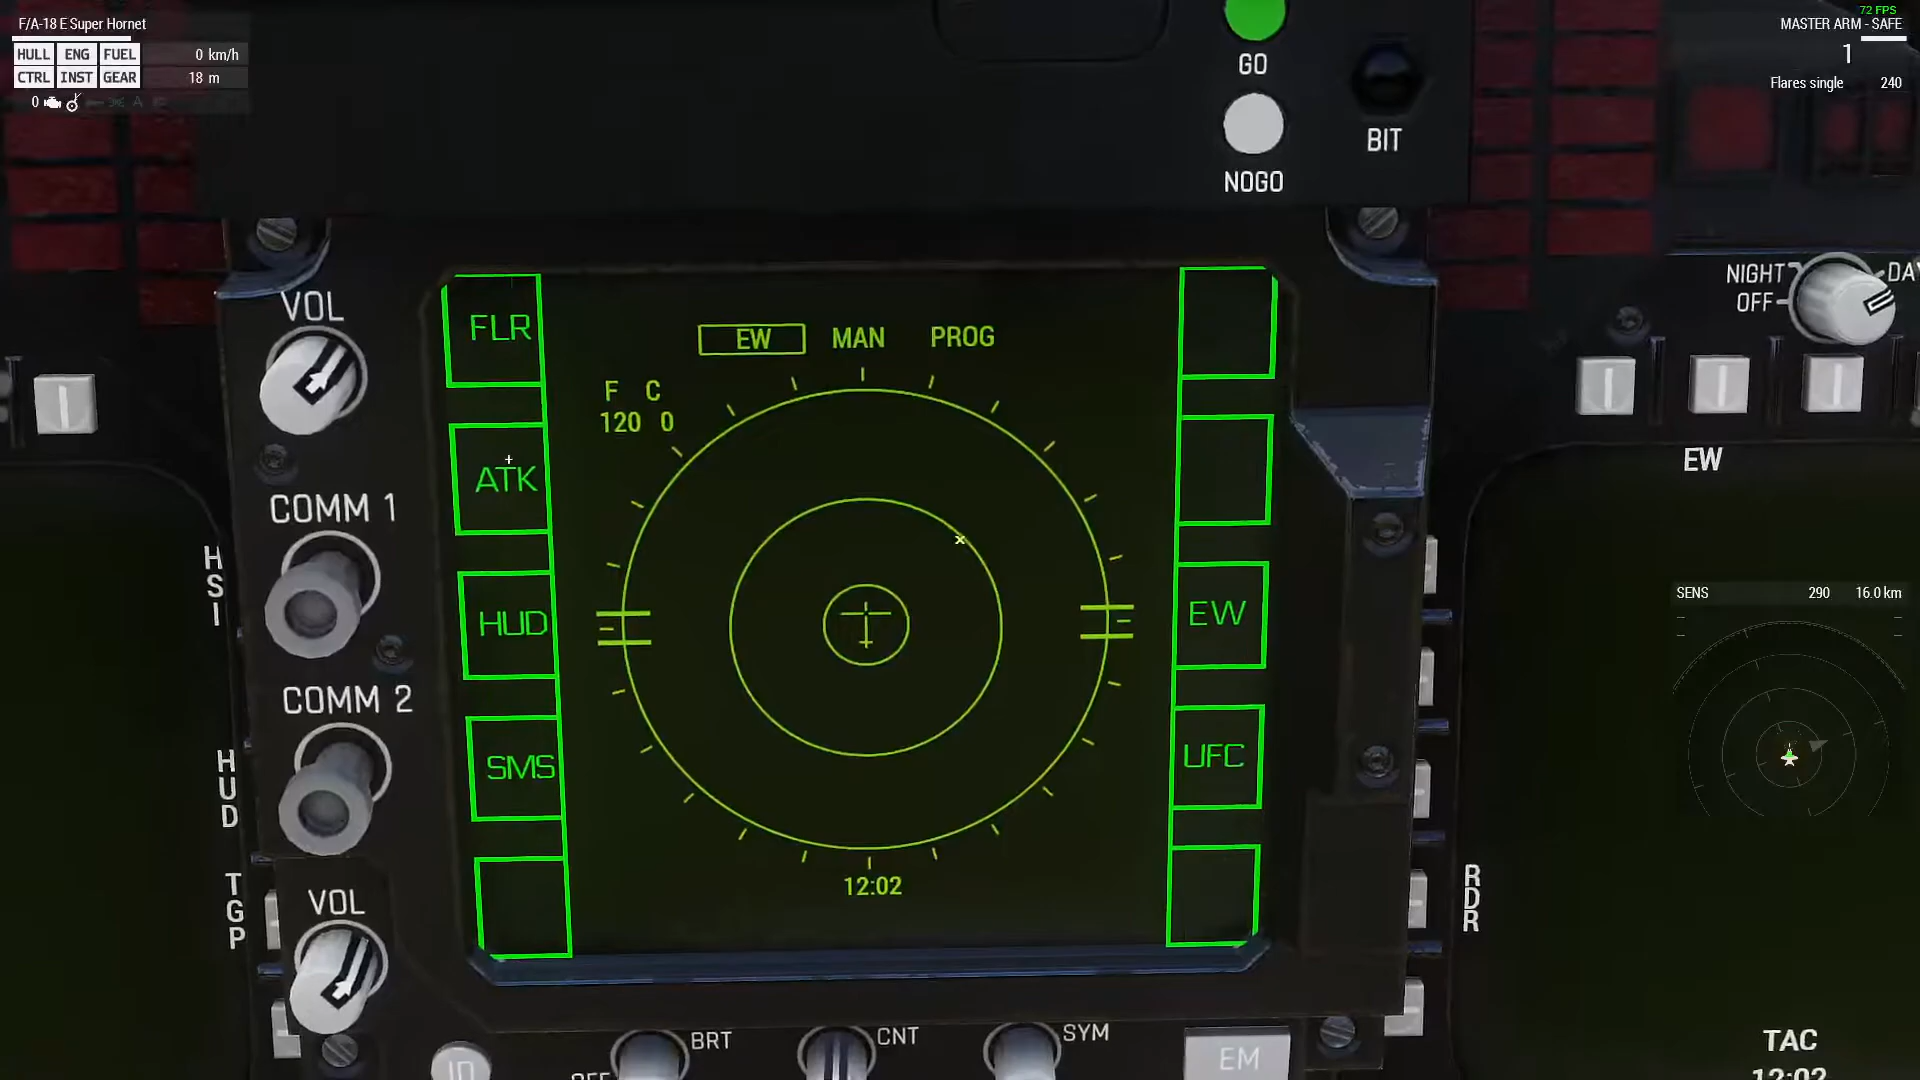 72 FPS
F/A-18 E Super Hornet
HULL ENG FUEL 0 km/h
CTRL INST GEAR 18 m
0
MASTER ARM - SAFE
1
Flares single 240
GO
NOGO
BIT
NIGHT
OFF
EW
VOL
COMM 1
COMM 2
VOL
HSI
HUD
TGP
FLR
ATK
HUD
SMS
EW MAN PROG
F C
120 0
12:02
EW
UFC
RDR
SENS 290 16.0 km
BRT
CNT
SYM
EM
TAC
12:02